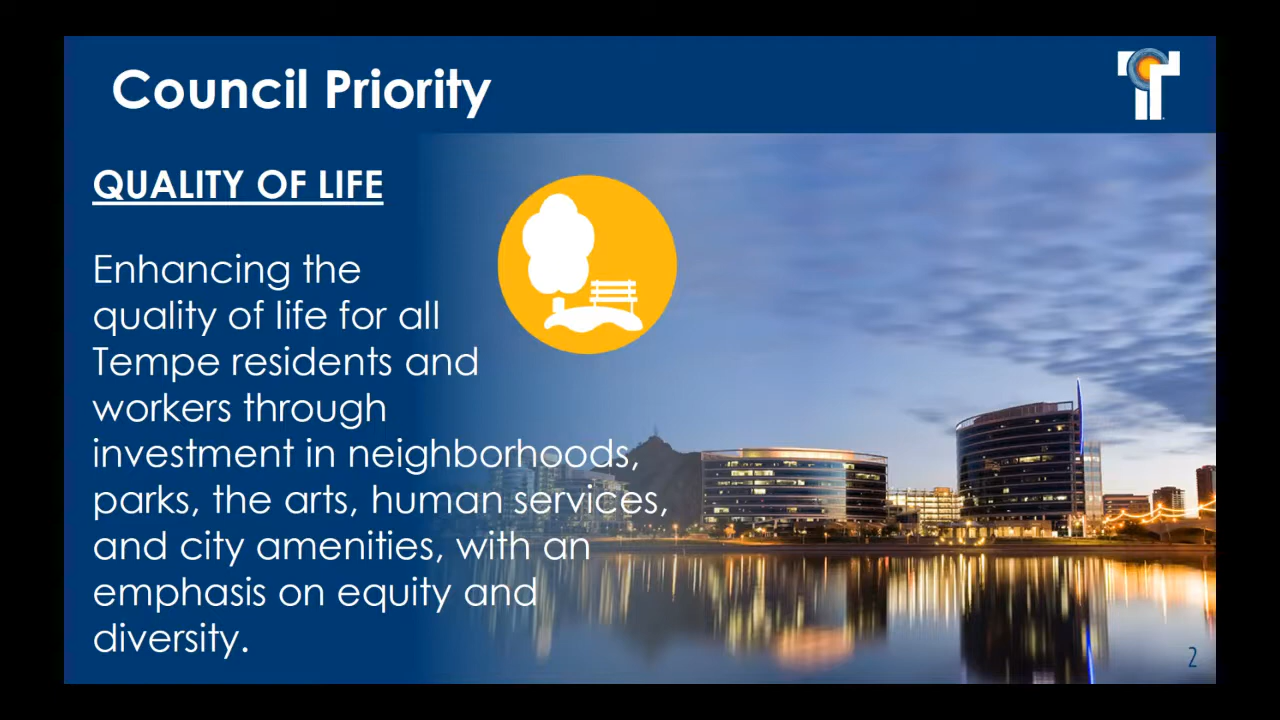 Council Priority
QUALITY OF LIFE
Enhancing the
quality of life for all
Tempe residents and
workers through
investment in neighborhoods,
parks, the arts, human services,
and city amenities, with an
emphasis on equity and
diversity.
2